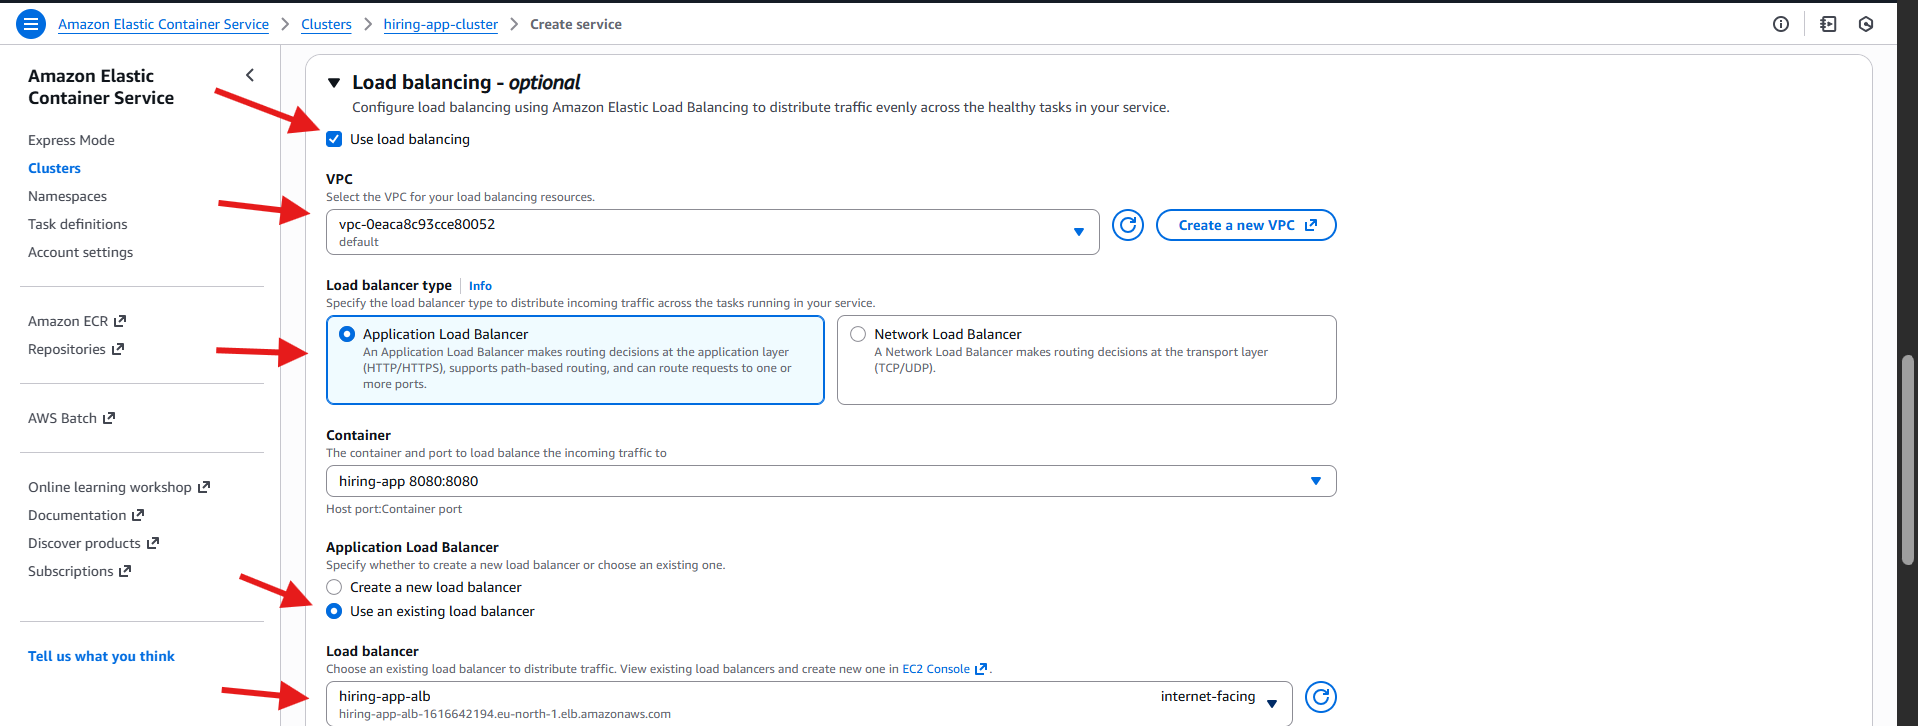 Amazon Elastic Container Service > Clusters > hiring-app-cluster > Create service
Amazon Elastic
Container Service
Express Mode
Clusters
Namespaces
Task definitions
Account settings
Amazon ECR
Repositories
AWS Batch
Online learning workshop
Documentation
Discover products
Subscriptions
Tell us what you think
Load balancing - optional
Configure load balancing using Amazon Elastic Load Balancing to distribute traffic evenly across the healthy tasks in your service.
Use load balancing
VPC
Select the VPC for your load balancing resources.
vpc-0eaca8c93cce80052
default
Create a new VPC
Load balancer type | Info
Specify the load balancer type to distribute incoming traffic across the tasks running in your service.
Application Load Balancer
An Application Load Balancer makes routing decisions at the application layer
(HTTP/HTTPS), supports path-based routing, and can route requests to one or
more ports.
Network Load Balancer
A Network Load Balancer makes routing decisions at the transport layer
(TCP/UDP).
Container
The container and port to load balance the incoming traffic to
hiring-app 8080:8080
Host port:Container port
Application Load Balancer
Specify whether to create a new load balancer or choose an existing one.
Create a new load balancer
Use an existing load balancer
Load balancer
Choose an existing load balancer to distribute traffic. View existing load balancers and create new one in EC2 Console .
hiring-app-alb internet-facing
hiring-app-alb-1616642194.eu-north-1.elb.amazonaws.com